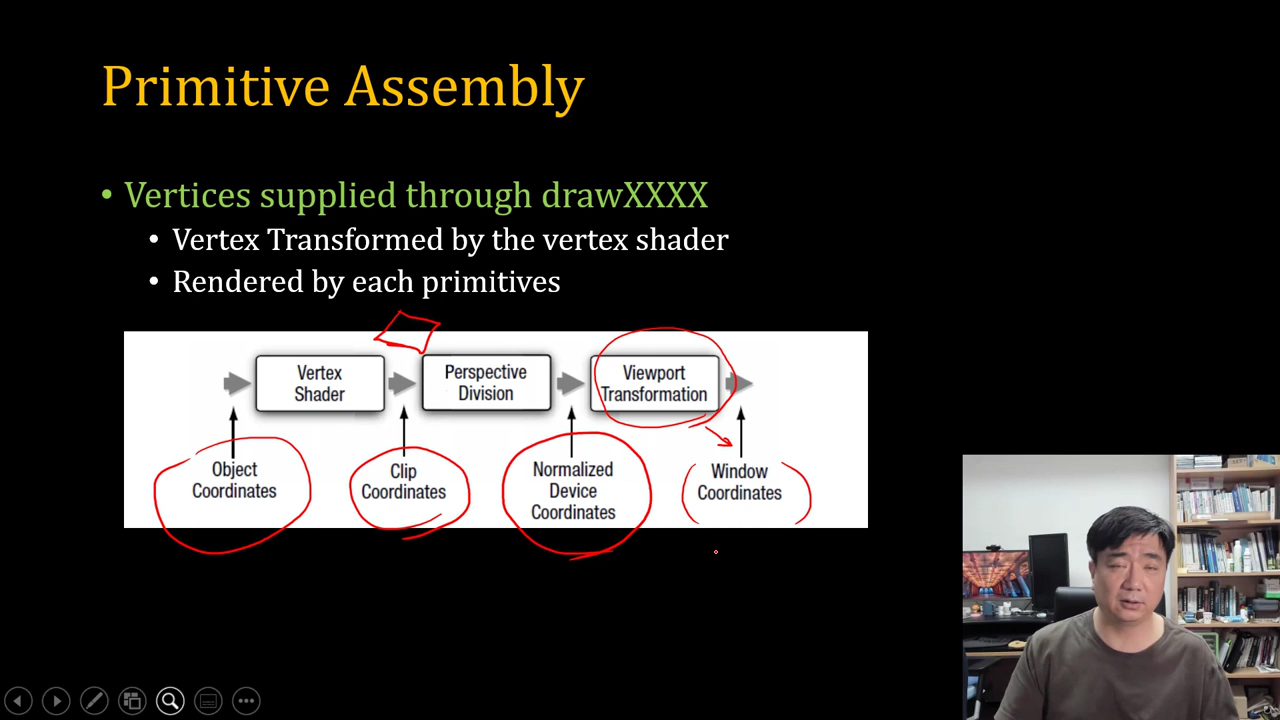 Primitive Assembly
• Vertices supplied through drawXXXX
• Vertex Transformed by the vertex shader
• Rendered by each primitives
Vertex
Shader
Perspective
Division
Viewport
Transformation
Object
Coordinates
Clip
Coordinates
Normalized
Device
Coordinates
Window
Coordinates